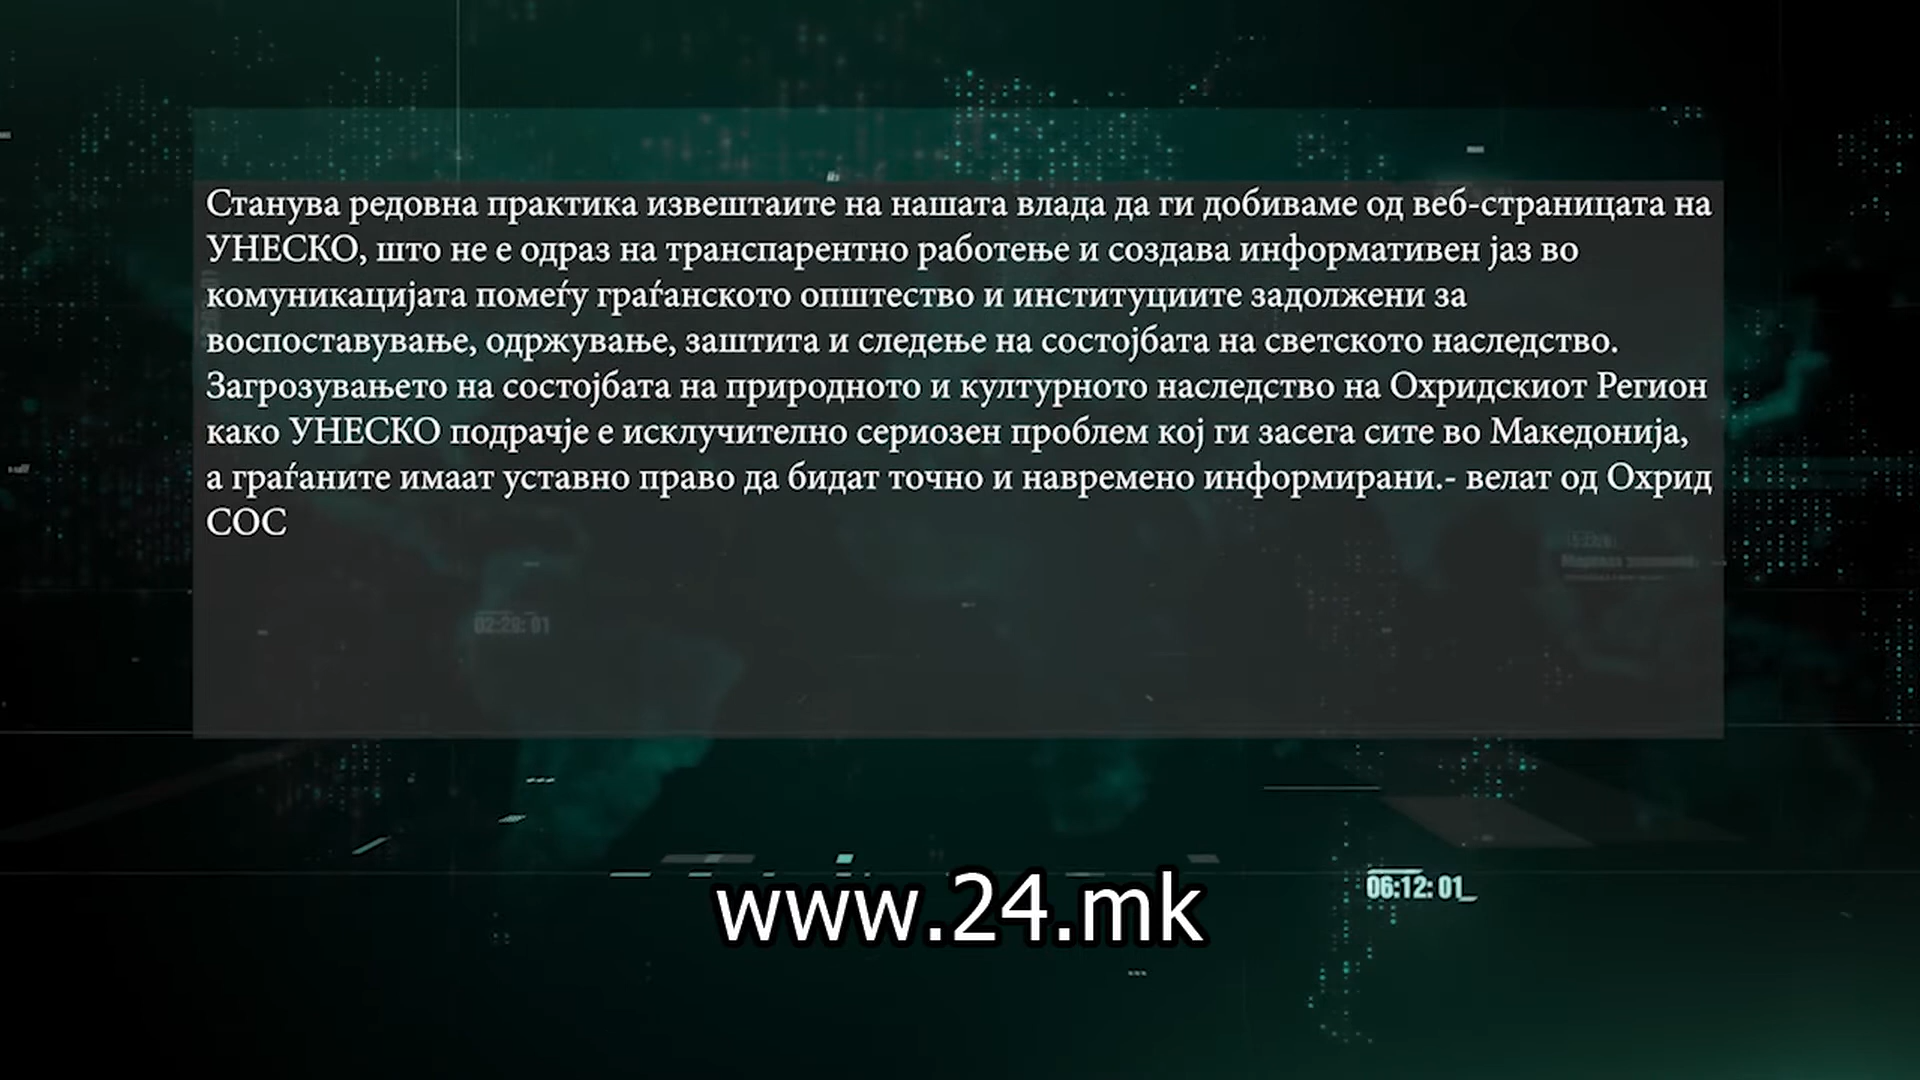 Станува редовна практика извештаите на нашата влада да ги добиваме од веб-страницата на
УНЕСКО, што не е одраз на транспарентно работење и создава информативен јаз во
комуникацијата помеѓу граѓанското општество и институциите задолжени за
воспоставување, одржување, заштита и следење на состојбата на светското наследство.
Загрозувањето на состојбата на природното и културното наследство на Охридскиот Регион
како УНЕСКО подрачје е исклучително сериозен проблем кој ги засега сите во Македонија,
а граѓаните имаат уставно право да бидат точно и навремено информирани.- велат од Охрид
СОС
02:20: 01
www.24.mk
06:12: 01_